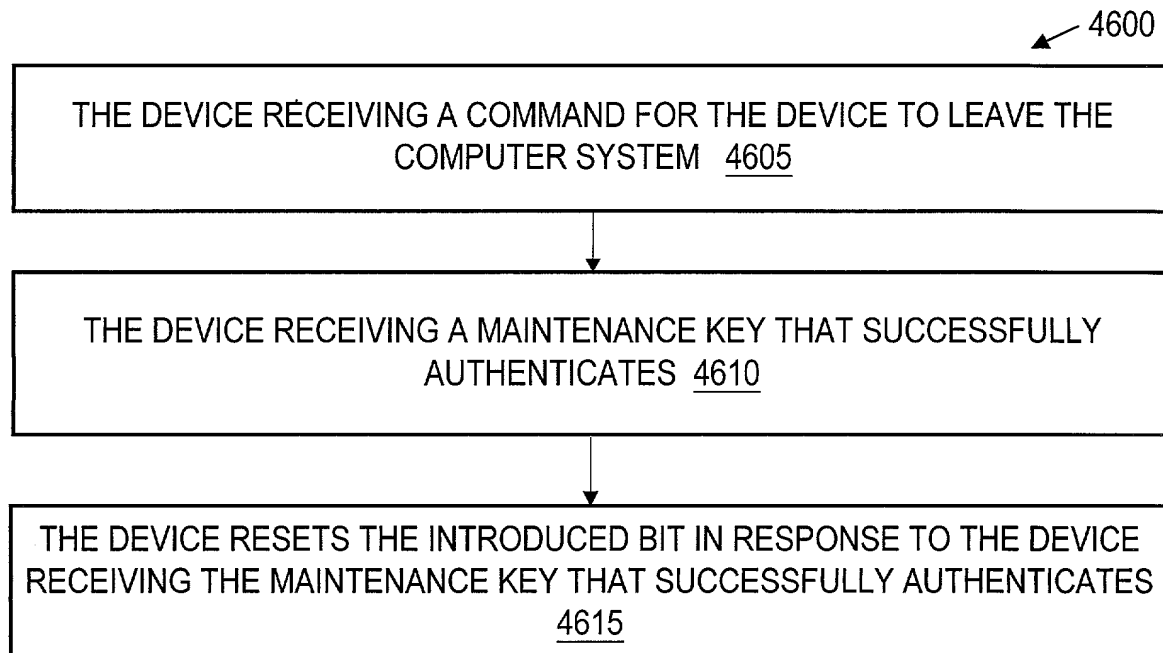 4600
THE DEVICE RECEIVING A COMMAND FOR THE DEVICE TO LEAVE THE
COMPUTER SYSTEM 4605
THE DEVICE RECEIVING A MAINTENANCE KEY THAT SUCCESSFULLY
AUTHENTICATES 4610
THE DEVICE RESETS THE INTRODUCED BIT IN RESPONSE TO THE DEVICE
RECEIVING THE MAINTENANCE KEY THAT SUCCESSFULLY AUTHENTICATES
4615